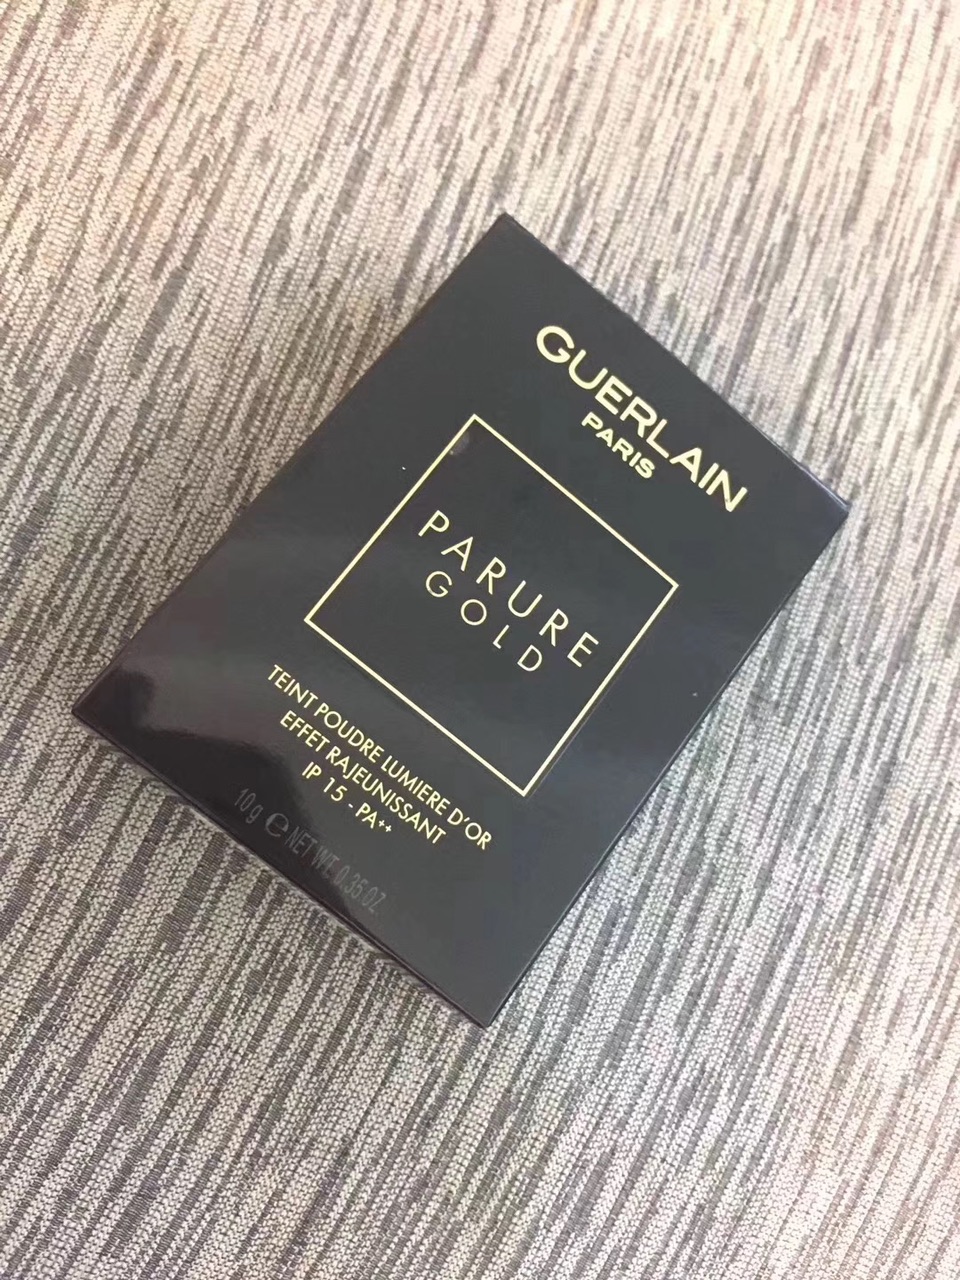 GUERLAIN
PARIS
PARURE
GOLD
TEINT POUDRE LUMIERE D'OR
EFFET RAJEUNISSANT
IP 15 - PA++
10g ℮ NET WT. 0.35 OZ.